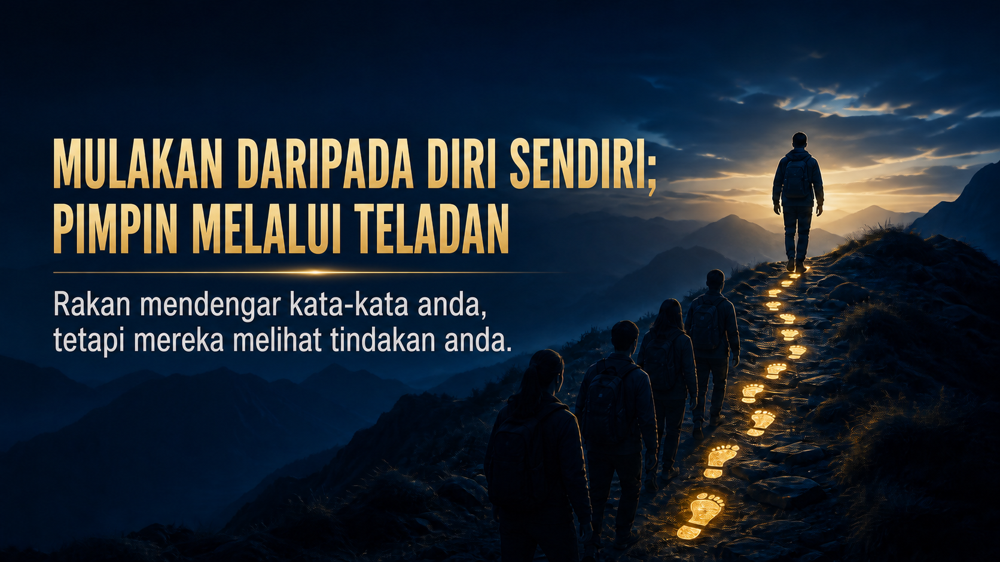 MULAKAN DARIPADA DIRI SENDIRI;
PIMPIN MELALUI TELADAN
Rakan mendengar kata-kata anda,
tetapi mereka melihat tindakan anda.